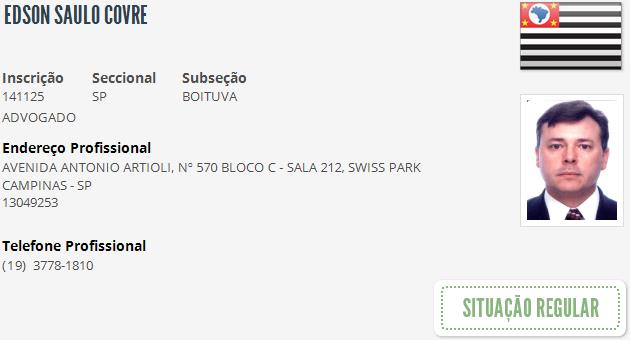 EDSON SAULO COVRE
Inscrição Seccional Subseção
141125 SP BOITUVA
ADVOGADO
Endereço Profissional
AVENIDA ANTONIO ARTIOLI, N° 570 BLOCO C - SALA 212, SWISS PARK
CAMPINAS - SP
13049253
Telefone Profissional
(19) 3778-1810
SITUAÇÃO REGULAR